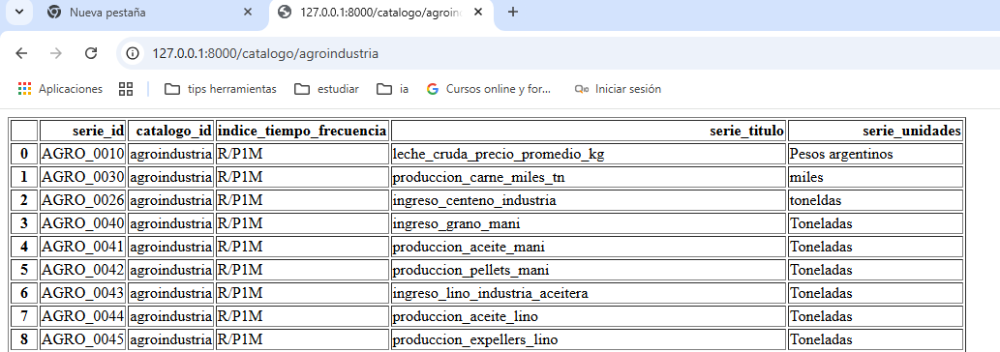 Nueva pestaña
127.0.0.1:8000/catalogo/agroin
127.0.0.1:8000/catalogo/agroindustria
Aplicaciones tips herramientas estudiar ia Cursos online y for... Iniciar sesión
serie_id catalogo_id indice_tiempo_frecuencia serie_titulo serie_unidades
0 AGRO_0010 agroindustria R/P1M leche_cruda_precio_promedio_kg Pesos argentinos
1 AGRO_0030 agroindustria R/P1M produccion_carne_miles_tn miles
2 AGRO_0026 agroindustria R/P1M ingreso_centeno_industria toneldas
3 AGRO_0040 agroindustria R/P1M ingreso_grano_mani Toneladas
4 AGRO_0041 agroindustria R/P1M produccion_aceite_mani Toneladas
5 AGRO_0042 agroindustria R/P1M produccion_pellets_mani Toneladas
6 AGRO_0043 agroindustria R/P1M ingreso_lino_industria_aceitera Toneladas
7 AGRO_0044 agroindustria R/P1M produccion_aceite_lino Toneladas
8 AGRO_0045 agroindustria R/P1M produccion_expellers_lino Toneladas